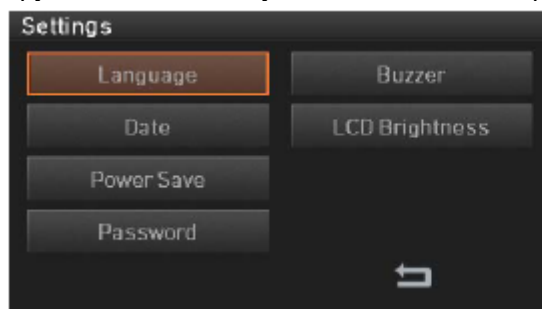 Settings
Language
Buzzer
Date
LCD Brightness
Power Save
Password